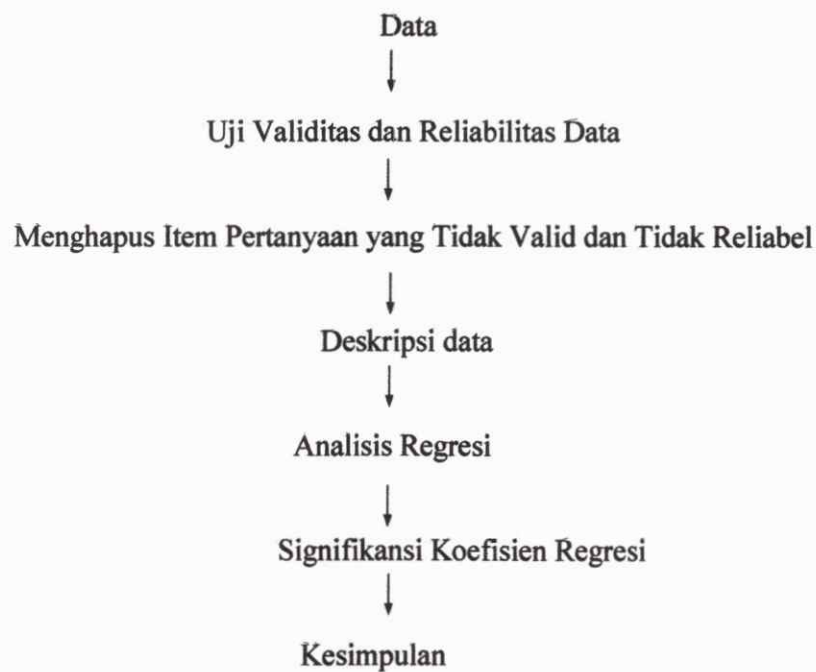 Data
Uji Validitas dan Reliabilitas Data
Menghapus Item Pertanyaan yang Tidak Valid dan Tidak Reliabel
Deskripsi data
Analisis Regresi
Signifikansi Koefisien Regresi
Kesimpulan